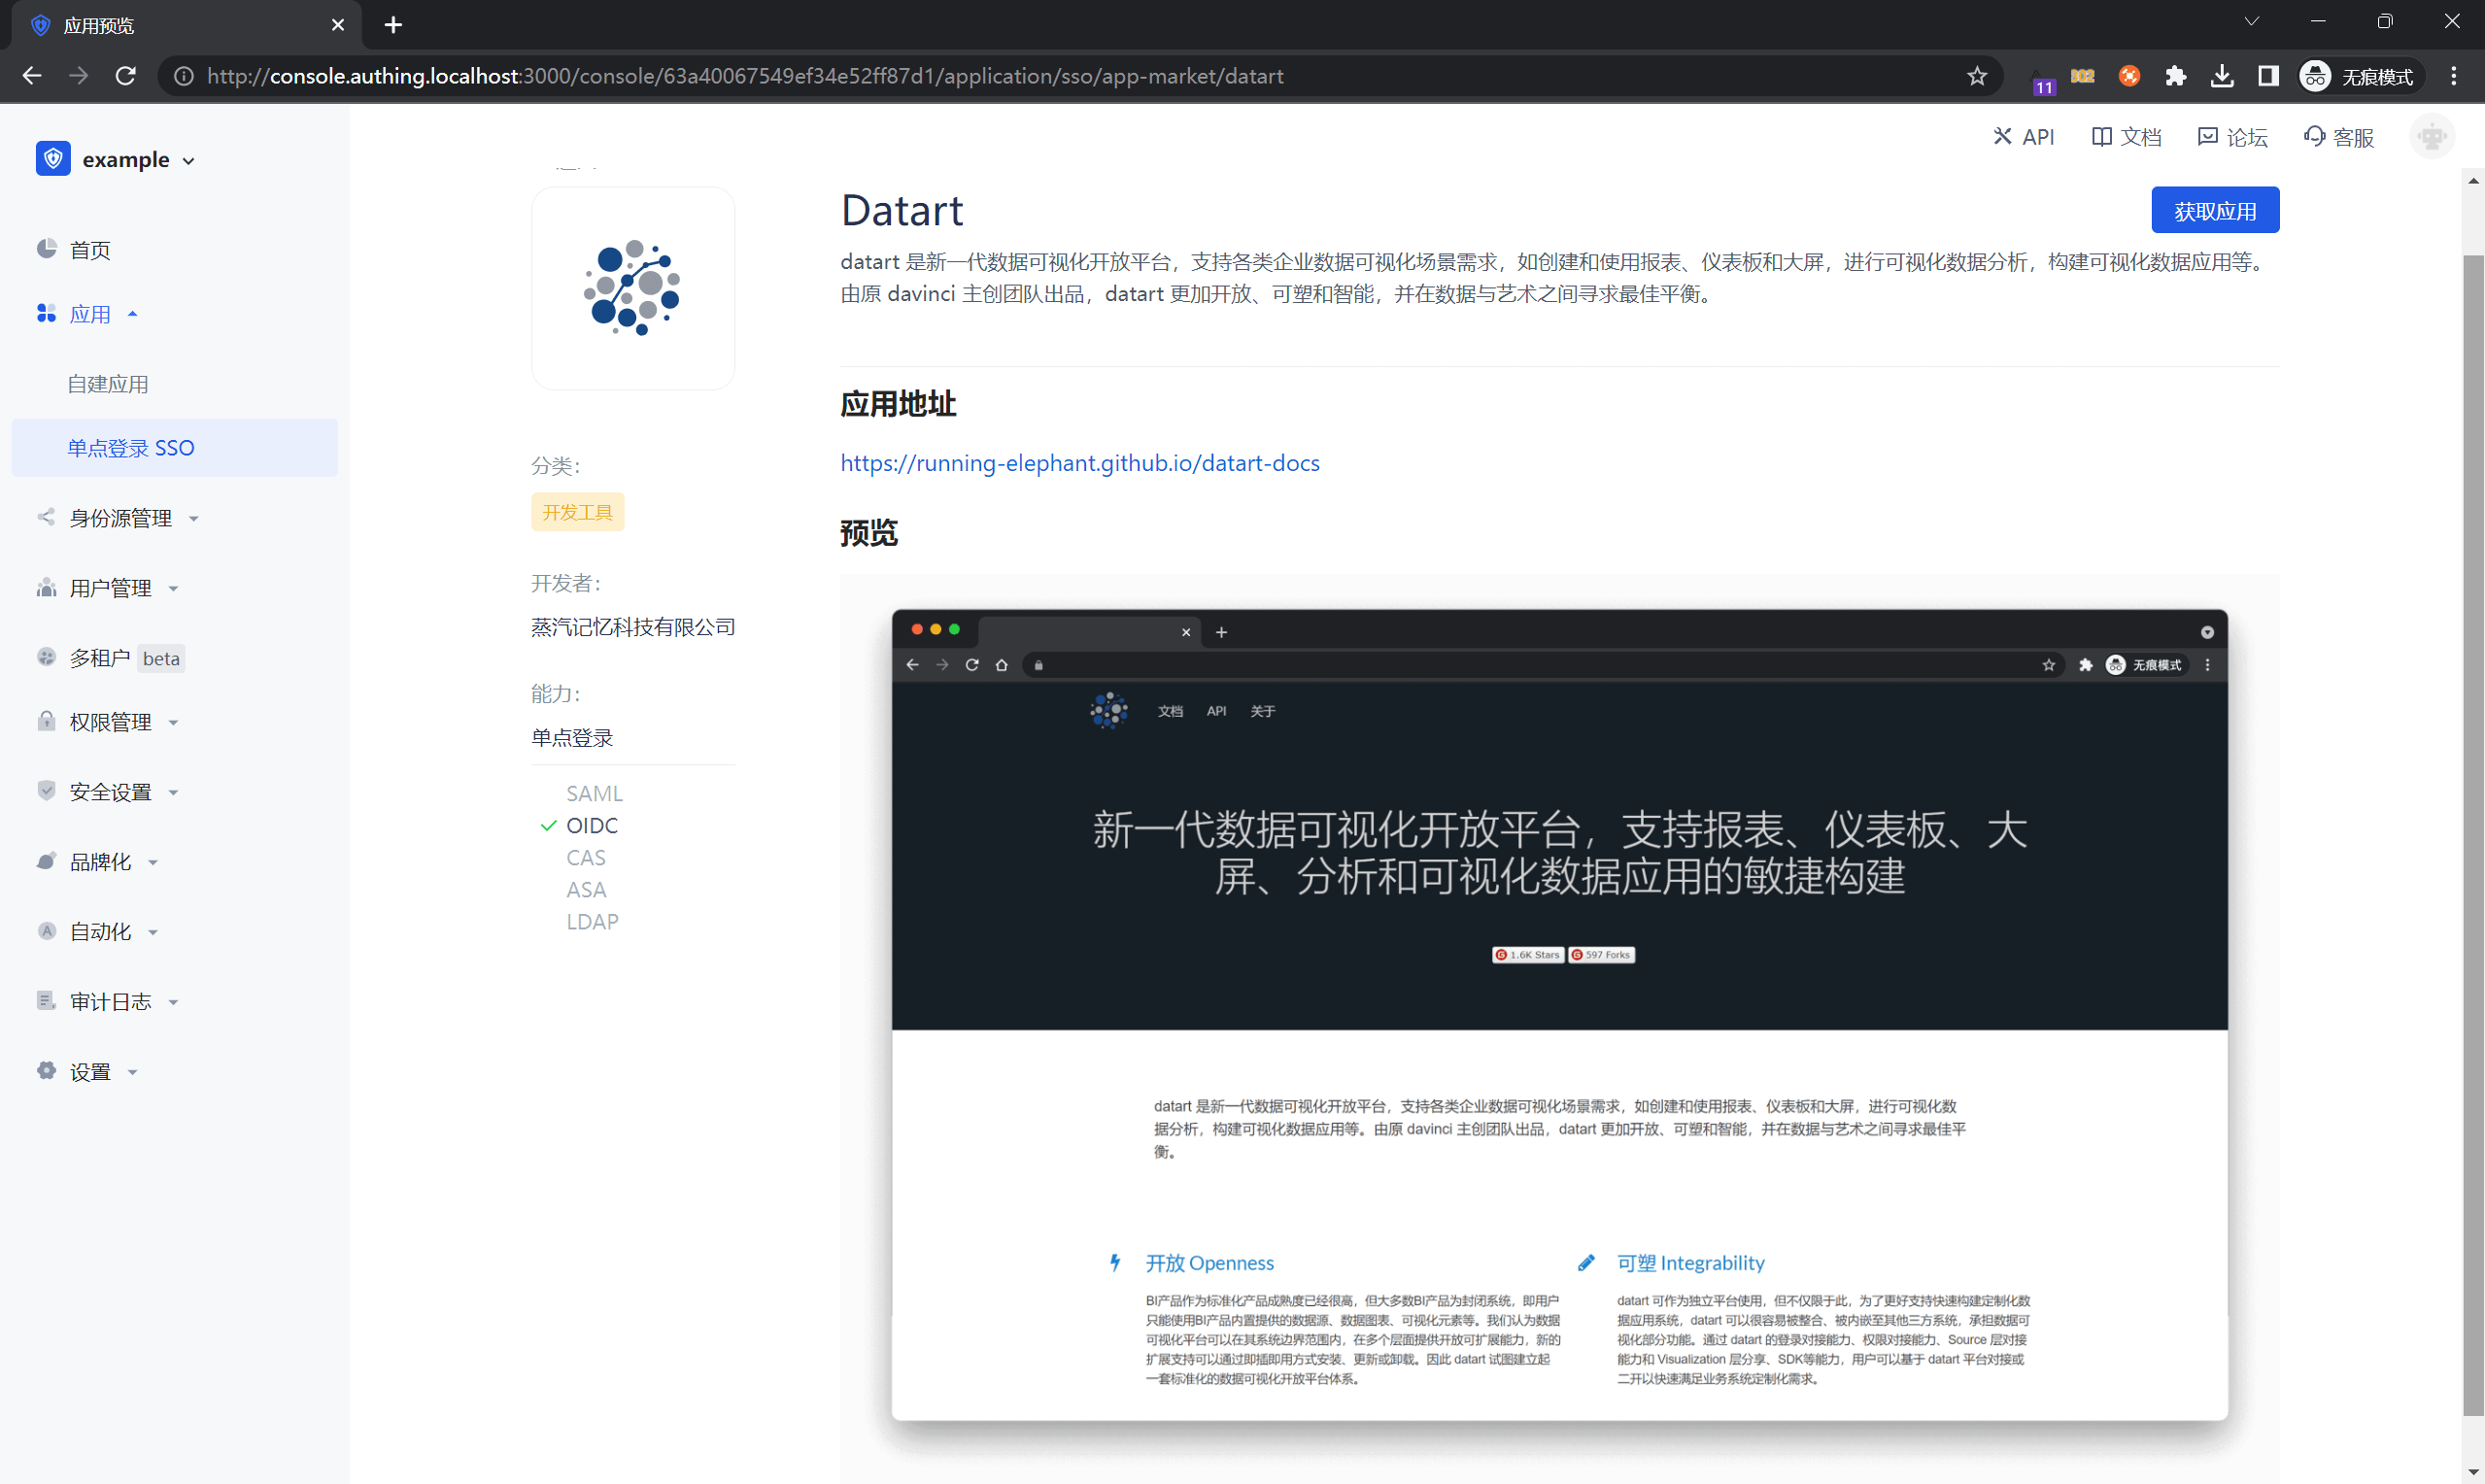 应用预览
http://console.authing.localhost:3000/console/63a40067549ef34e52ff87d1/application/sso/app-market/datart
11
302
无痕模式
example
API
文档
论坛
客服
首页
应用
自建应用
单点登录 SSO
身份源管理
用户管理
多租户 beta
权限管理
安全设置
品牌化
自动化
审计日志
设置
分类：
开发工具
开发者：
蒸汽记忆科技有限公司
能力：
单点登录
SAML
OIDC
CAS
ASA
LDAP
Datart
获取应用
datart 是新一代数据可视化开放平台，支持各类企业数据可视化场景需求，如创建和使用报表、仪表板和大屏，进行可视化数据分析，构建可视化数据应用等。
由原 davinci 主创团队出品，datart 更加开放、可塑和智能，并在数据与艺术之间寻求最佳平衡。
应用地址
https://running-elephant.github.io/datart-docs
预览
无痕模式
文档 API 关于
新一代数据可视化开放平台，支持报表、仪表板、大
屏、分析和可视化数据应用的敏捷构建
1.6K Stars
597 Forks
datart 是新一代数据可视化开放平台，支持各类企业数据可视化场景需求，如创建和使用报表、仪表板和大屏，进行可视化数
据分析，构建可视化数据应用等。由原 davinci 主创团队出品，datart 更加开放、可塑和智能，并在数据与艺术之间寻求最佳平
衡。
开放 Openness
BI产品作为标准化产品成熟度已经很高，但大多数BI产品为封闭系统，即用户
只能使用BI产品内置提供的数据源、数据图表、可视化元素等。我们认为数据
可视化平台可以在其系统边界范围内，在多个层面提供开放可扩展能力，新的
扩展支持可以通过即插即用方式安装、更新或卸载。因此 datart 试图建立起
一套标准化的数据可视化开放平台体系。
可塑 Integrability
datart 可作为独立平台使用，但不仅限于此，为了更好支持快速构建定制化数
据应用系统，datart 可以很容易被整合、被内嵌至其他三方系统，承担数据可
视化部分功能。通过 datart 的登录对接能力、权限对接能力、Source 层对接
能力和 Visualization 层分享、SDK等能力，用户可以基于 datart 平台对接或
二开以快速满足业务系统定制化需求。